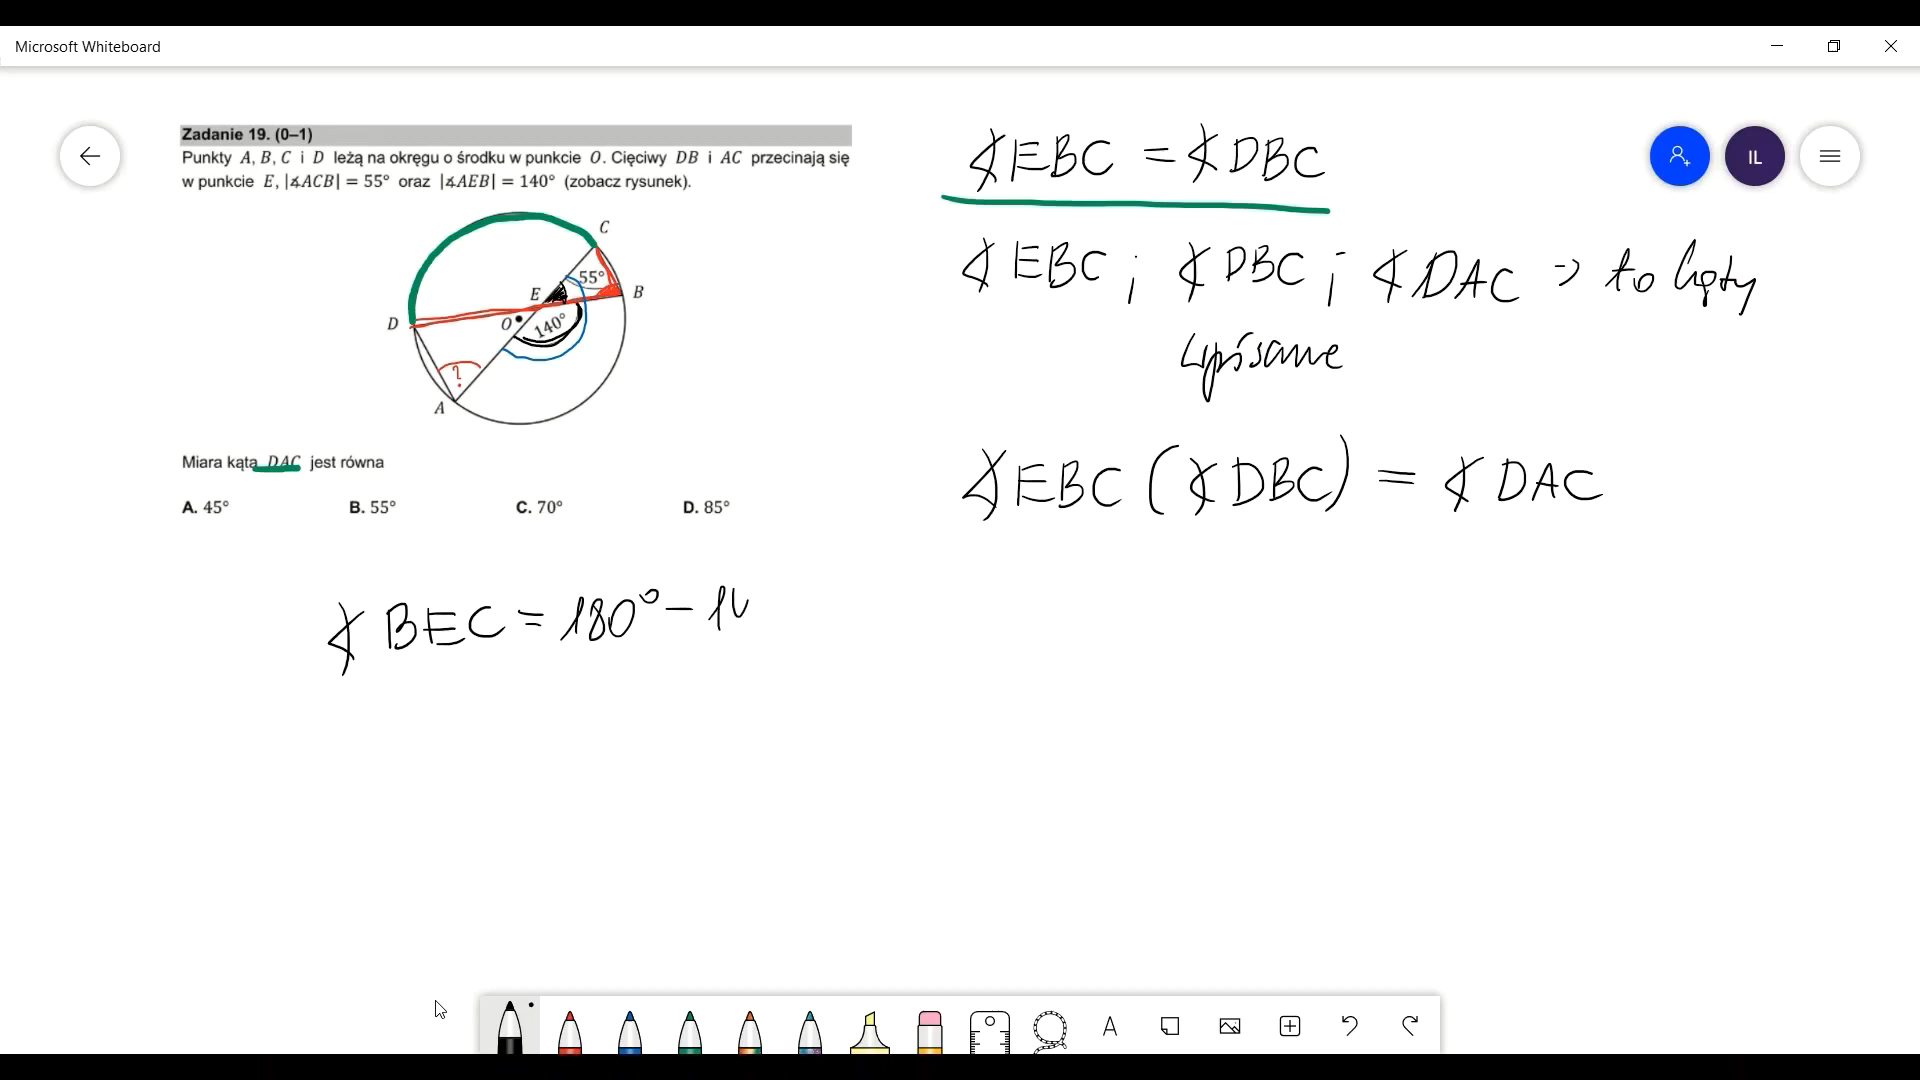 Microsoft Whiteboard
IL
Zadanie 19. (0–1)
Punkty A, B, C i D leżą na okręgu o środku w punkcie O. Cięciwy DB i AC przecinają się
w punkcie E, |∡ACB| = 55° oraz |∡AEB| = 140° (zobacz rysunek).
C
55°
E
B
D
O
140°
?
A
Miara kąta DAC jest równa
A. 45° B. 55° C. 70° D. 85°
∢BEC = 180° – 14
∢EBC = ∢DBC
∢EBC i ∢DBC i ∢DAC => to kąty
wpisane
∢EBC (∢DBC) = ∢DAC
A